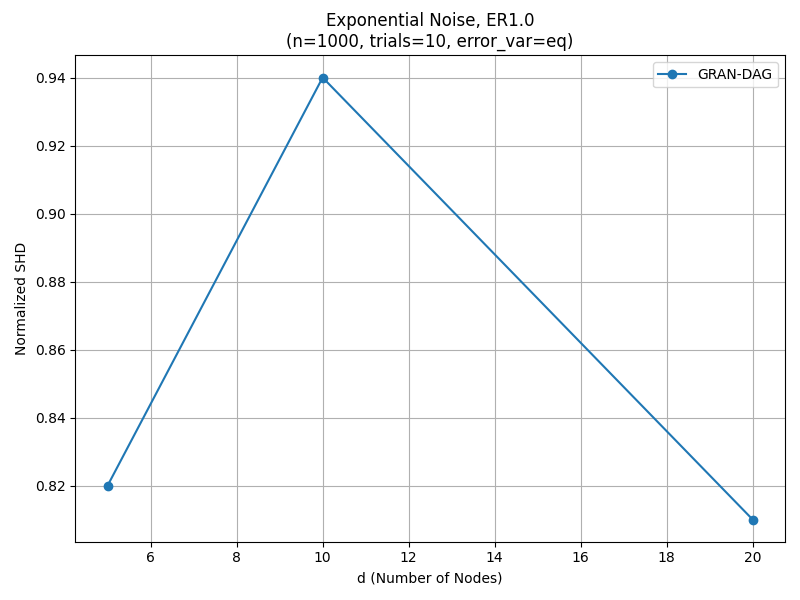 Exponential Noise, ER1.0
(n=1000, trials=10, error_var=eq)
GRAN-DAG
Normalized SHD
0.94
0.92
0.90
0.88
0.86
0.84
0.82
6 8 10 12 14 16 18 20
d (Number of Nodes)